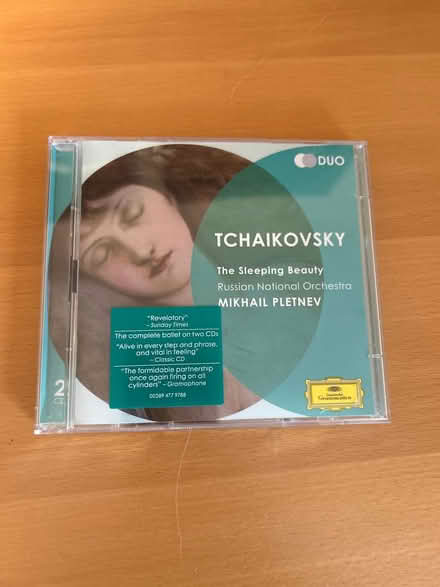 DUO
TCHAIKOVSKY
The Sleeping Beauty
Russian National Orchestra
MIKHAIL PLETNEV
"Revelatory"
– Sunday Times
The complete ballet on two CDs
"Alive in every step and phrase,
and vital in feeling"
– Classic CD
"The formidable partnership
once again firing on all
cylinders" – Gramophone
00289 477 9788
Deutsche
Grammophon
2